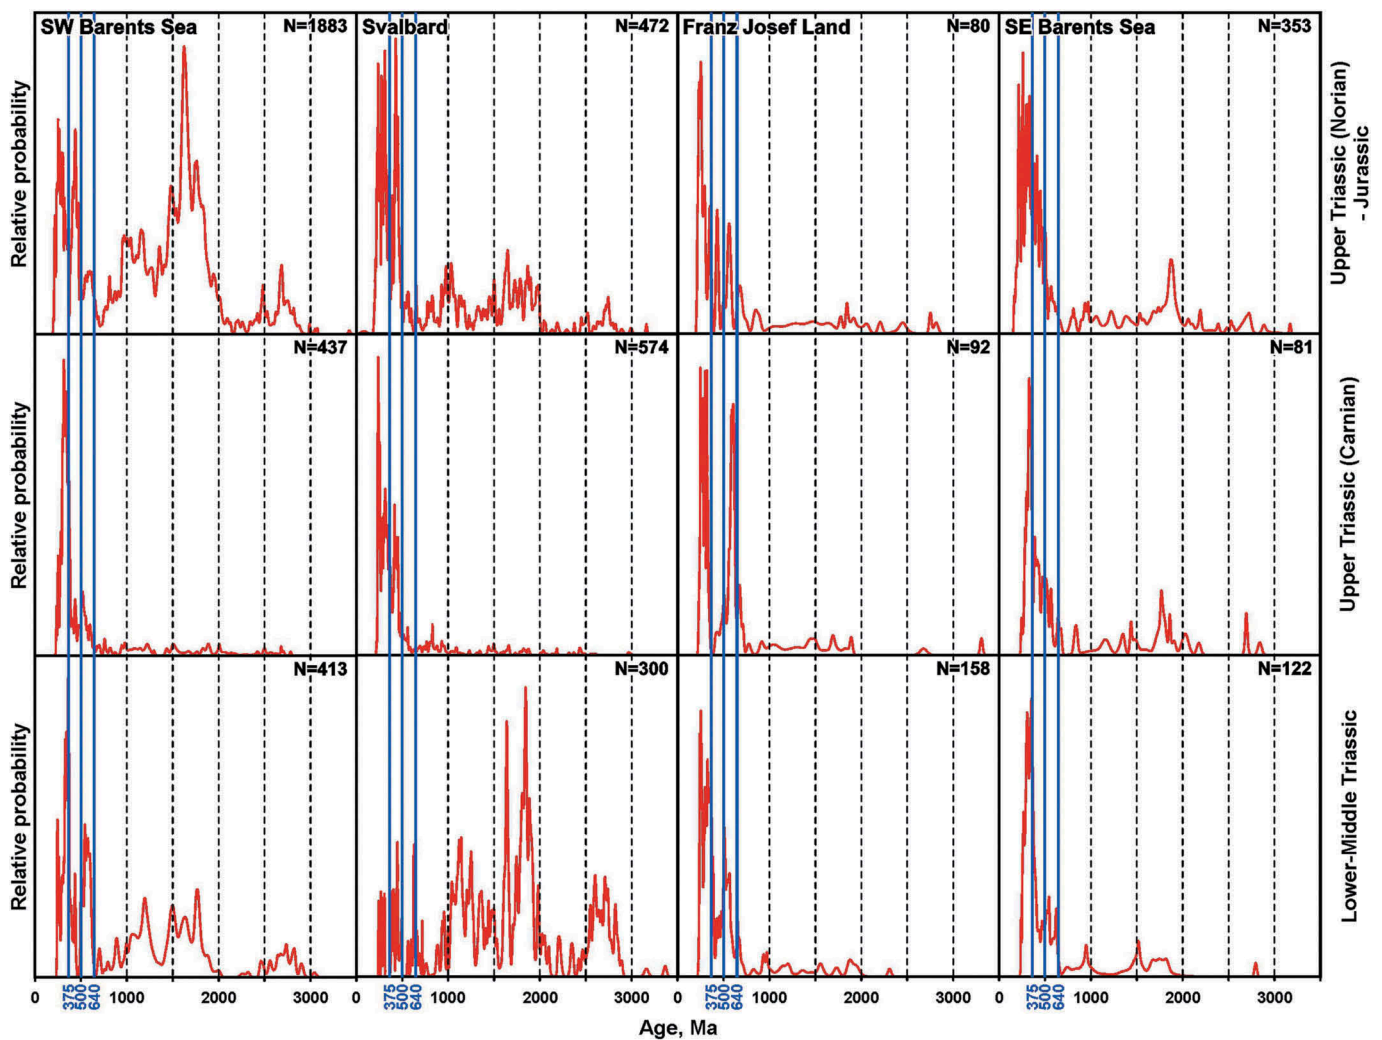 SW Barents Sea N=1883 Svalbard N=472 Franz Josef Land N=80 SE Barents Sea N=353
Relative probability
Upper Triassic (Norian)
- Jurassic
N=437 N=574 N=92 N=81
Relative probability
Upper Triassic (Carnian)
N=413 N=300 N=158 N=122
Relative probability
Lower-Middle Triassic
0 375 500 640 1000 2000 3000 0 375 500 640 1000 2000 3000 0 375 500 640 1000 2000 3000 0 375 500 640 1000 2000 3000
Age, Ma